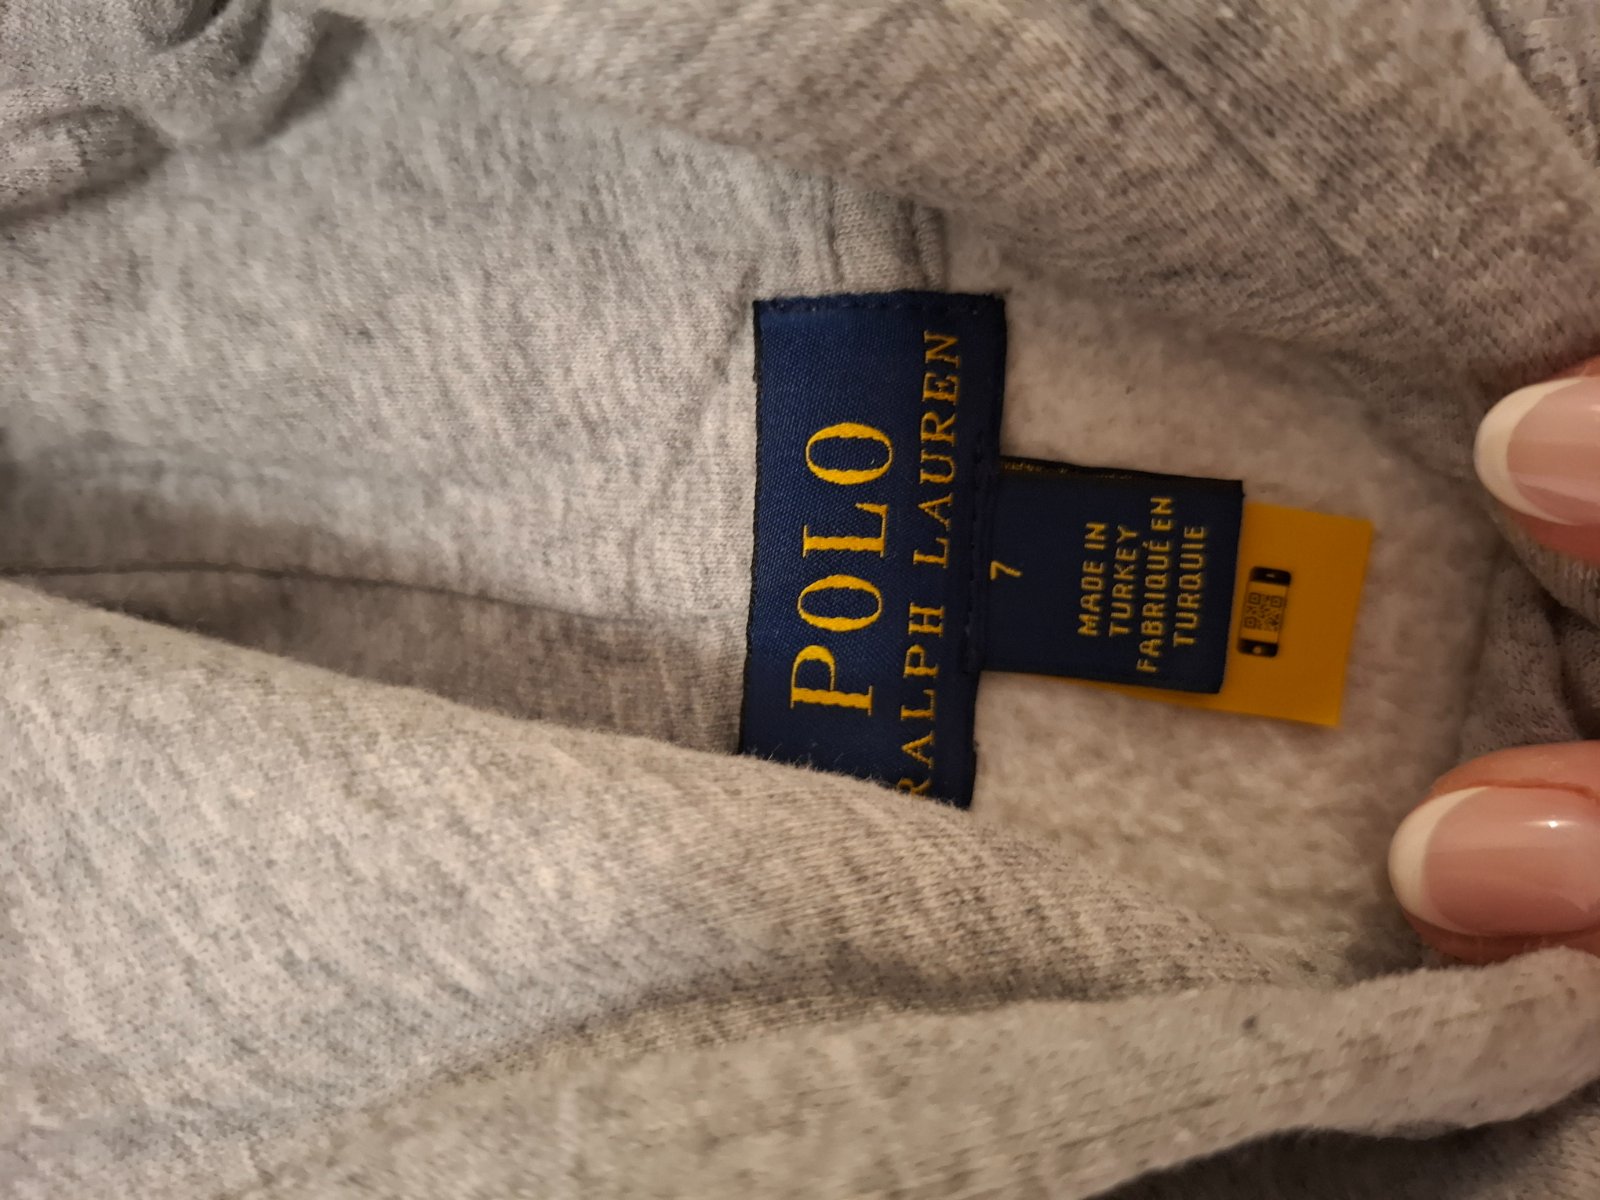 POLO
RALPH LAUREN
7
MADE IN
TURKEY
FABRIQUÉ EN
TURQUIE